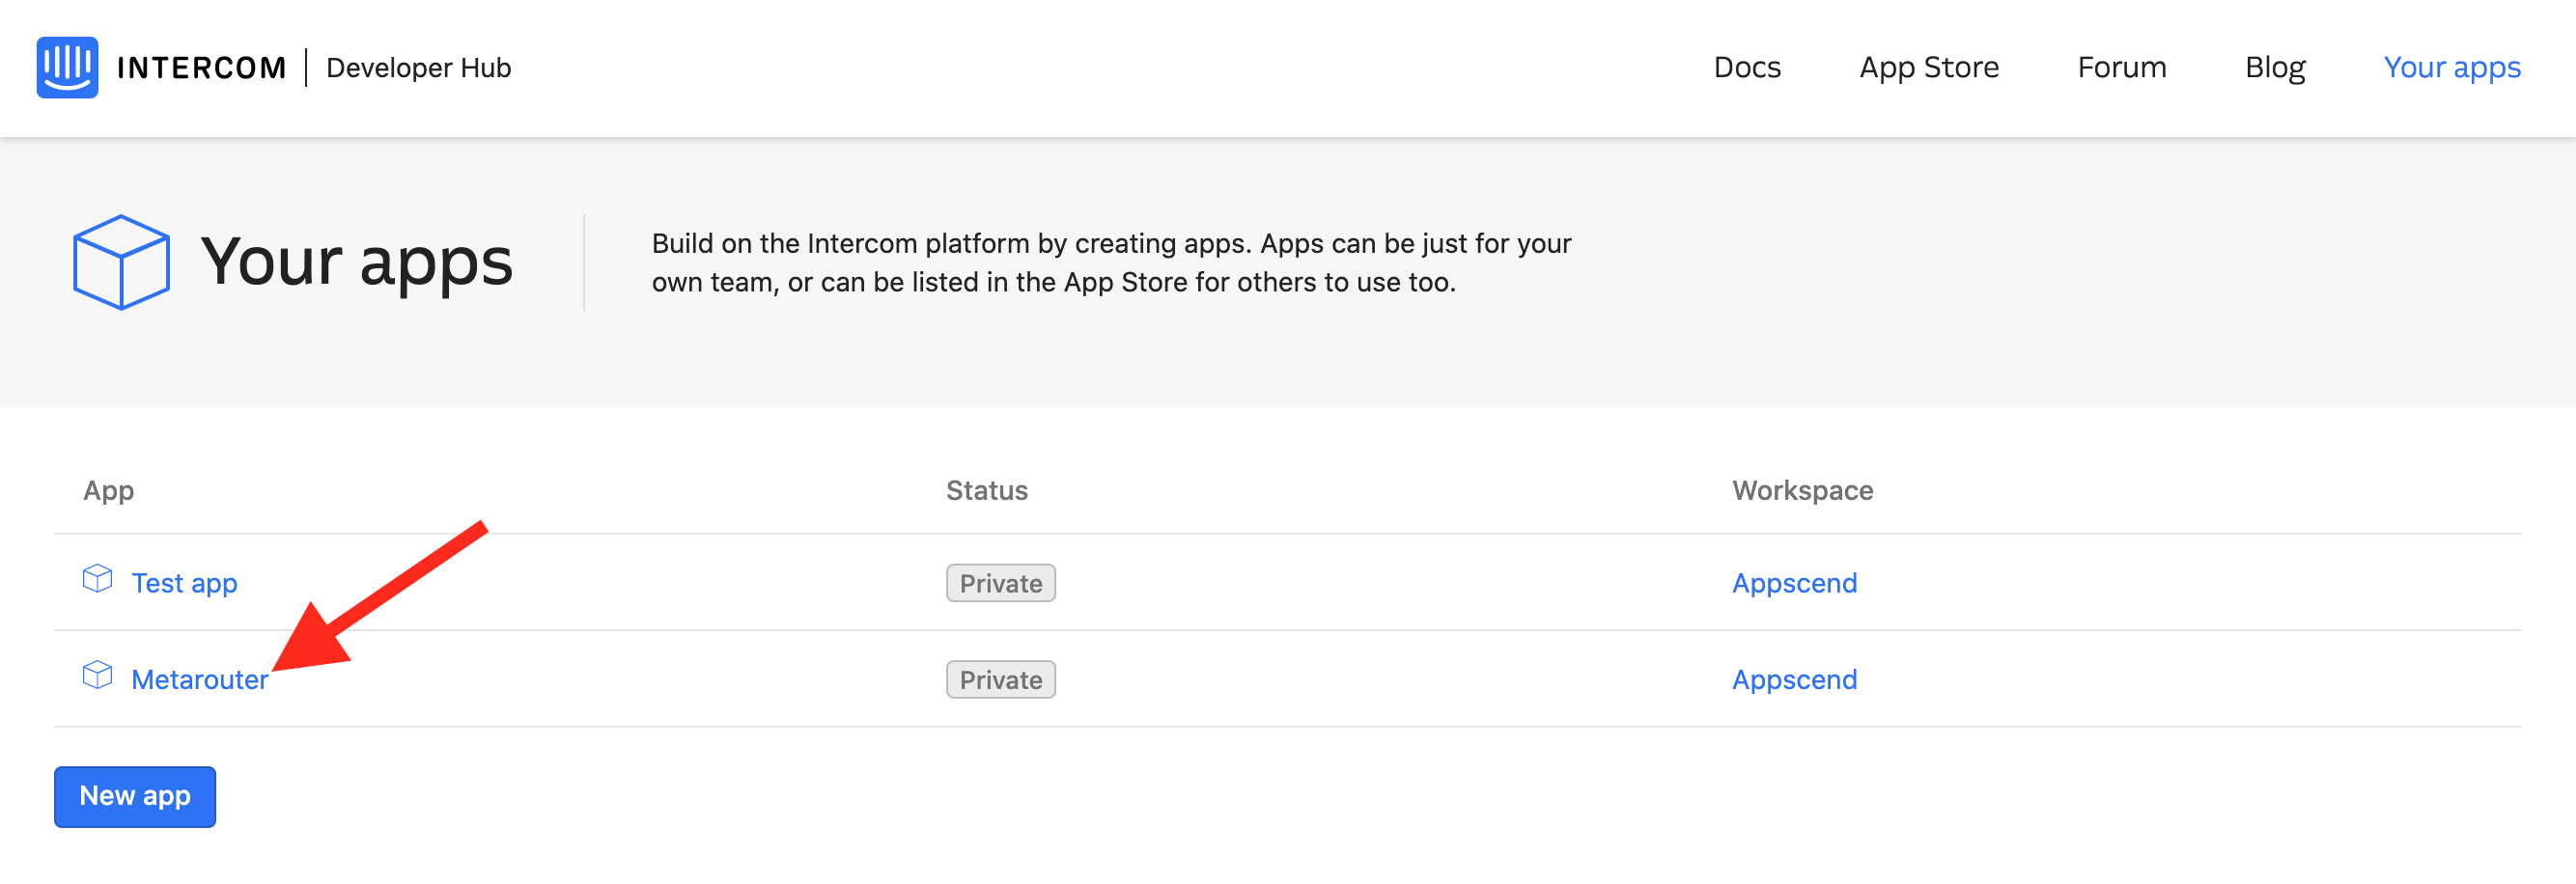 INTERCOM | Developer Hub Docs App Store Forum Blog Your apps
Your apps
Build on the Intercom platform by creating apps. Apps can be just for your
own team, or can be listed in the App Store for others to use too.
App Status Workspace
Test app Private Appscend
Metarouter Private Appscend
New app